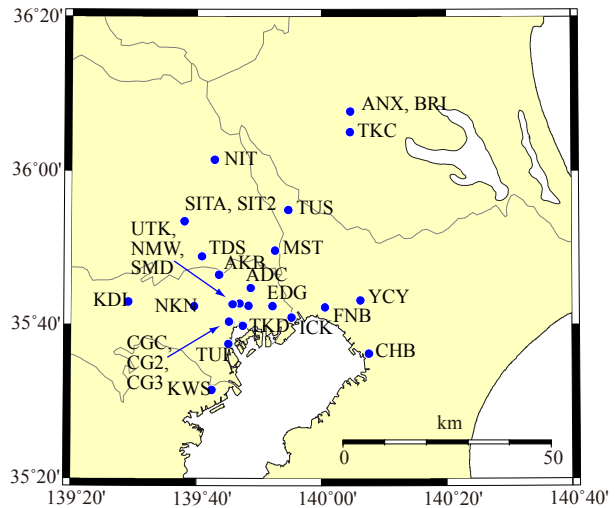 36°20'
ANX, BRI
TKC
36°00'
NIT
SITA, SIT2
TUS
UTK,
NMW,
SMD
TDS
MST
AKB
ADC
KDI
NKN
EDG
YCY
FNB
35°40'
TKD
ICK
CGC,
CG2,
CG3
TUF
CHB
KWS
km
0
50
35°20'
139°20'
139°40'
140°00'
140°20'
140°40'